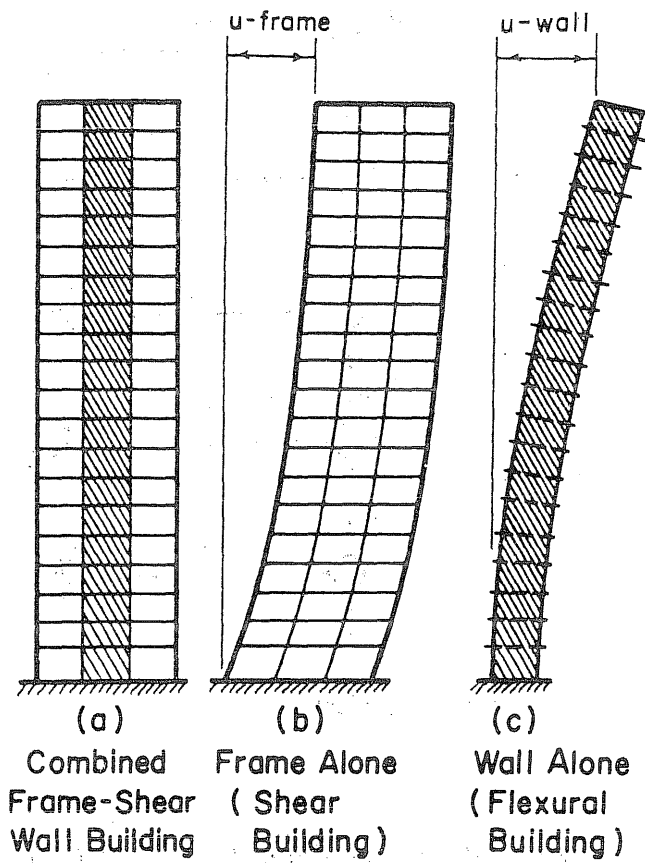 u-frame
u-wall
(a)
Combined
Frame-Shear
Wall Building
(b)
Frame Alone
( Shear
Building )
(c)
Wall Alone
( Flexural
Building )